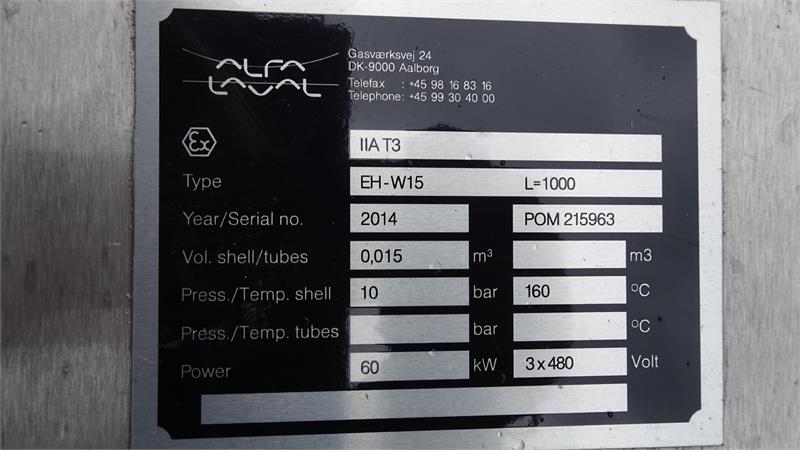 ALFA LAVAL
Gasværksvej 24
DK-9000 Aalborg
Telefax : +45 98 16 83 16
Telephone: +45 99 30 40 00
Ex IIA T3
Type EH-W15 L=1000
Year/Serial no. 2014 POM 215963
Vol. shell/tubes 0,015 m³ m3
Press./Temp. shell 10 bar 160 °C
Press./Temp. tubes bar °C
Power 60 kW 3 x 480 Volt